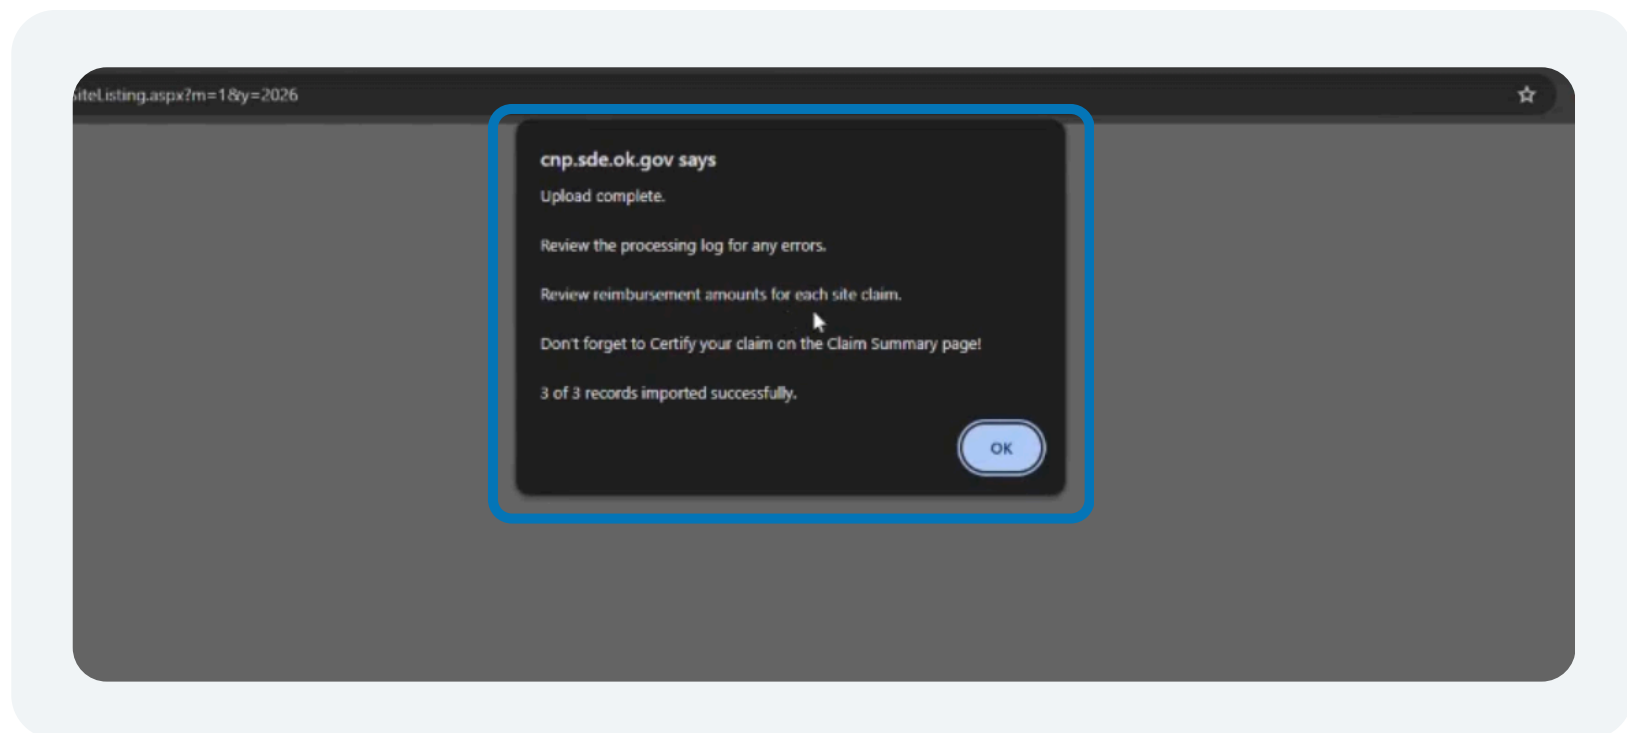 iteListing.aspx?m=1&y=2026
cnp.sde.ok.gov says
Upload complete.
Review the processing log for any errors.
Review reimbursement amounts for each site claim.
Don't forget to Certify your claim on the Claim Summary page!
3 of 3 records imported successfully.
OK